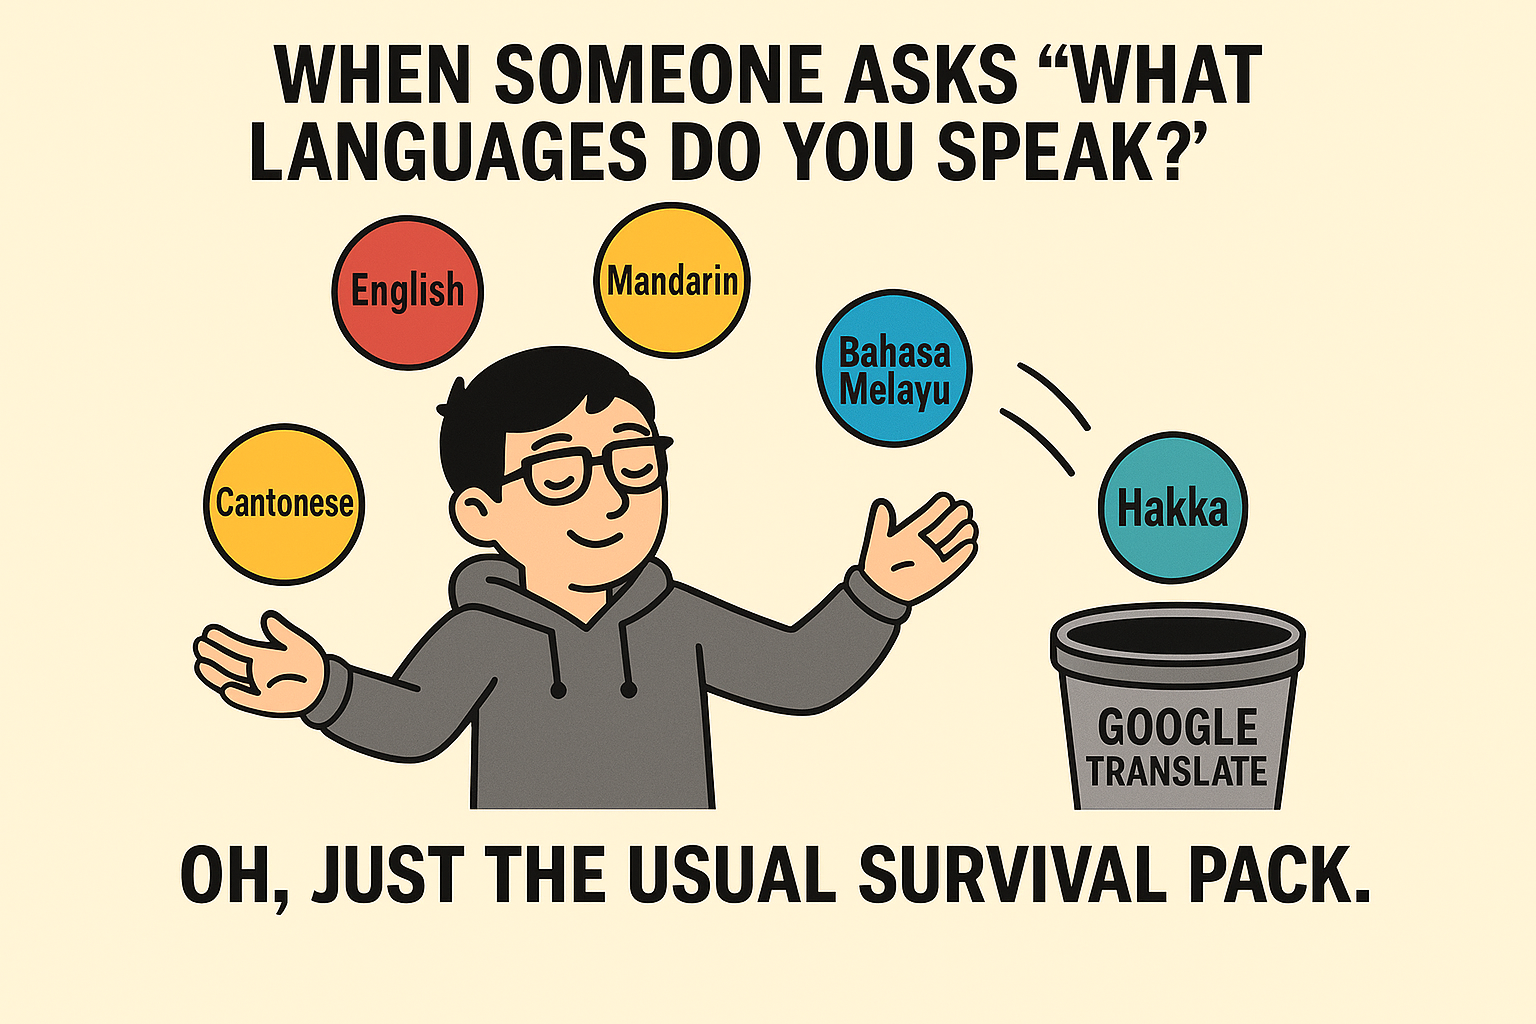 WHEN SOMEONE ASKS “WHAT
LANGUAGES DO YOU SPEAK?’
English
Mandarin
Bahasa
Melayu
Cantonese
Hakka
GOOGLE
TRANSLATE
OH, JUST THE USUAL SURVIVAL PACK.